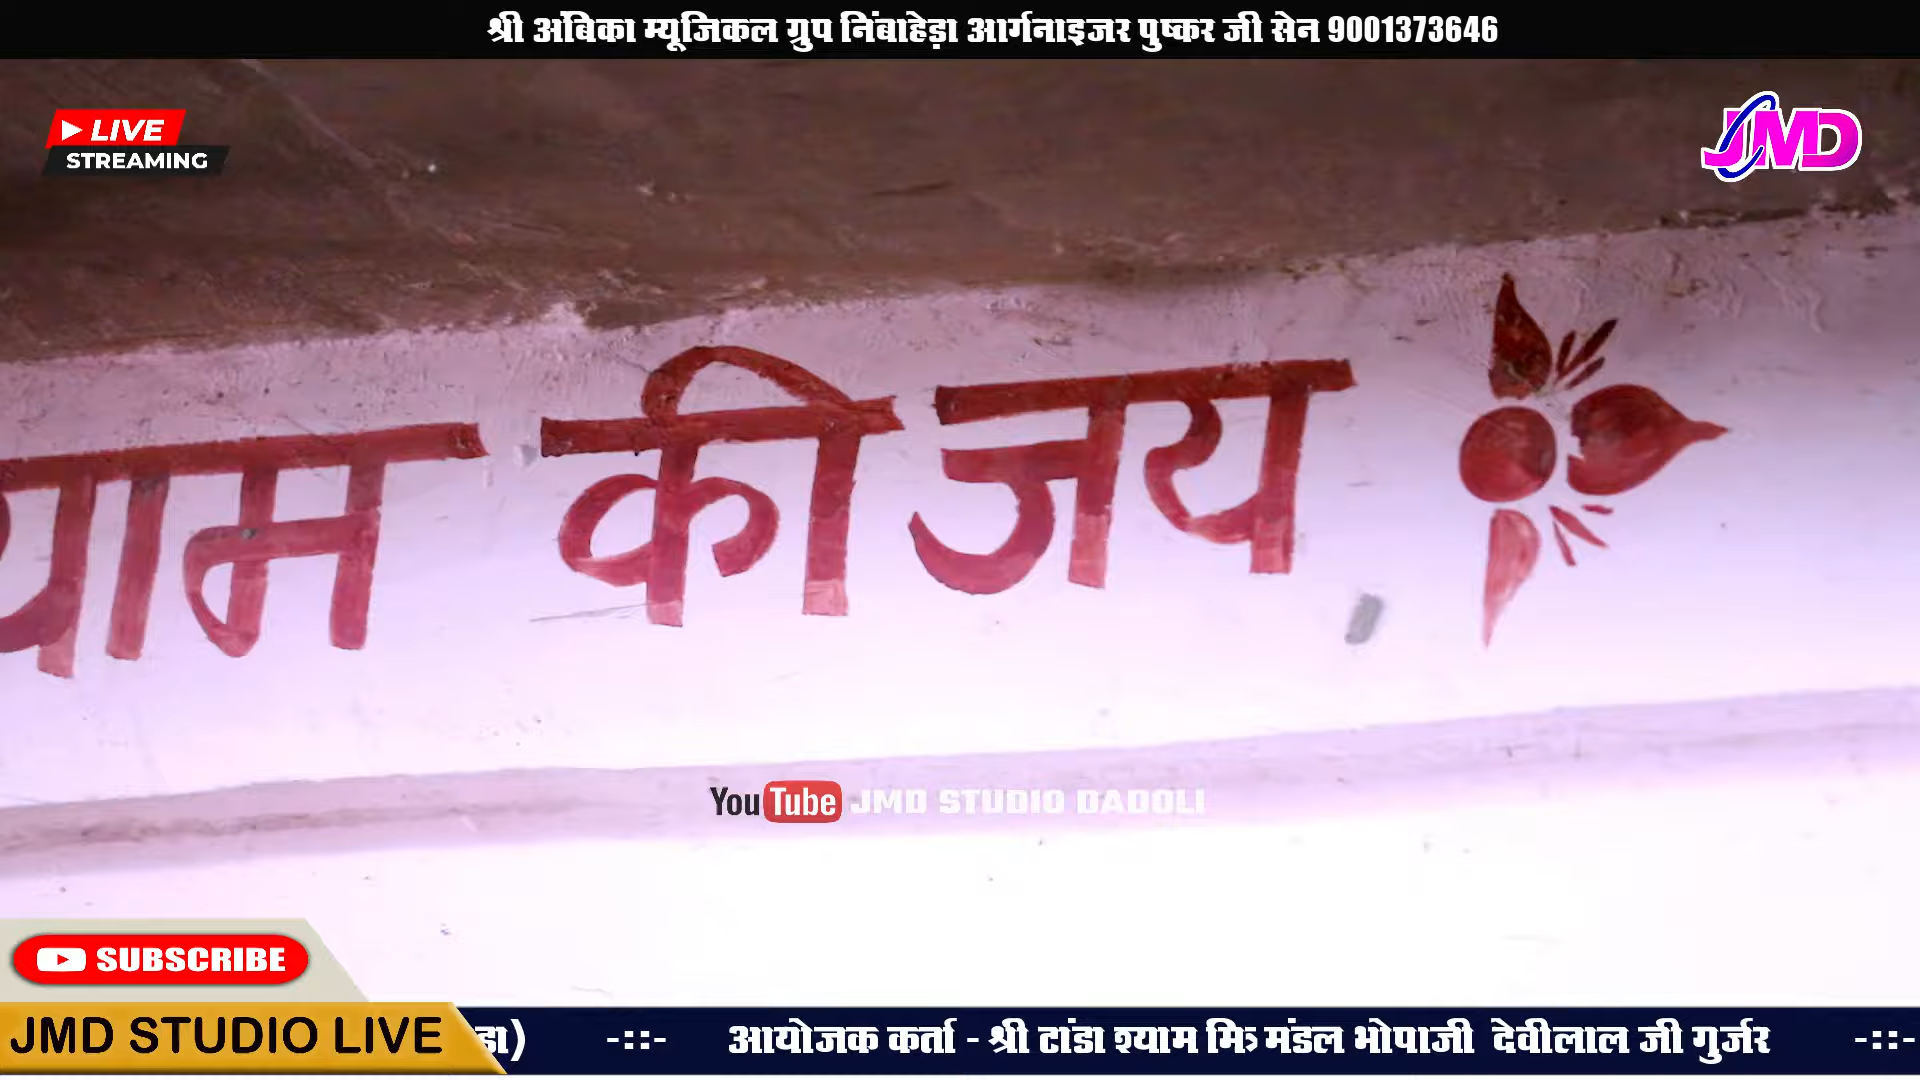 श्री अंबिका म्यूजिकल ग्रुप निंबाहेड़ा आर्गनाइजर पुष्कर जी सेन 9001373646
LIVE
STREAMING
JMD
याम की जय
YouTube JMD STUDIO DADOLI
SUBSCRIBE
JMD STUDIO LIVE
डा) -::- आयोजक कर्ता - श्री टांडा श्याम मि मंडल भोपाजी देवीलाल जी गुर्जर -::-